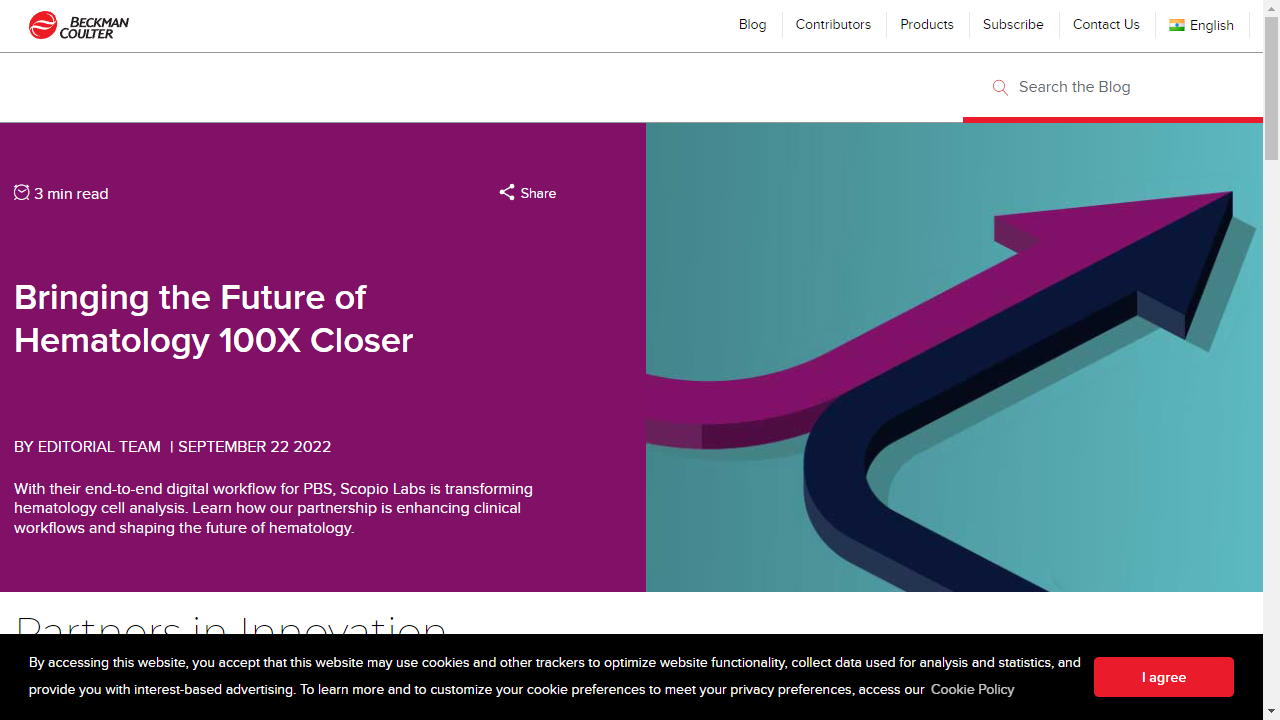 BECKMAN
COULTER
Blog
Contributors
Products
Subscribe
Contact Us
English
Search the Blog
3 min read
Share
Bringing the Future of
Hematology 100X Closer
BY EDITORIAL TEAM | SEPTEMBER 22 2022
With their end-to-end digital workflow for PBS, Scopio Labs is transforming
hematology cell analysis. Learn how our partnership is enhancing clinical
workflows and shaping the future of hematology.
Partners in Innovation
By accessing this website, you accept that this website may use cookies and other trackers to optimize website functionality, collect data used for analysis and statistics, and
provide you with interest-based advertising. To learn more and to customize your cookie preferences to meet your privacy preferences, access our Cookie Policy
I agree